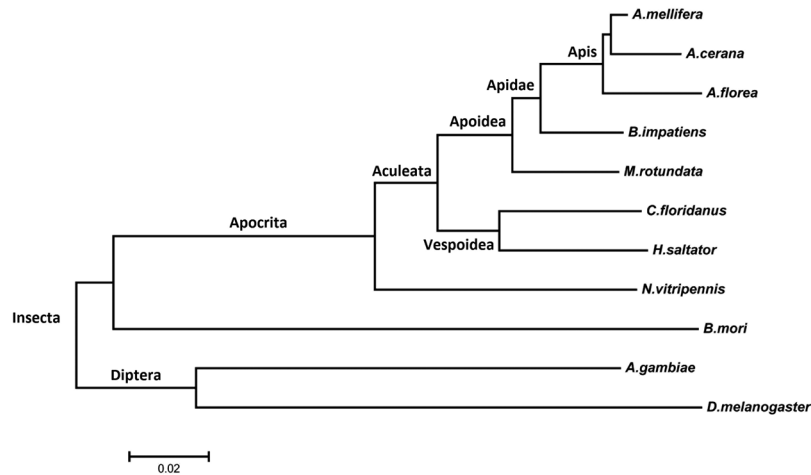 A.mellifera
Apis
A.cerana
Apidae
A.florea
Apoidea
B.impatiens
Aculeata
M.rotundata
C.floridanus
Apocrita
Vespoidea
H.saltator
N.vitripennis
Insecta
B.mori
Diptera
A.gambiae
D.melanogaster
0.02